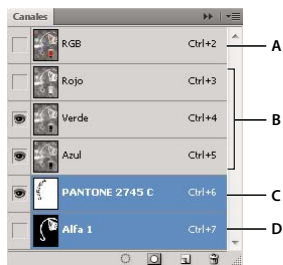 Canales
RGB Ctrl+2 A
Rojo Ctrl+3
B
Verde Ctrl+4
Azul Ctrl+5
PANTONE 2745 C Ctrl+6 C
Alfa 1 Ctrl+7 D